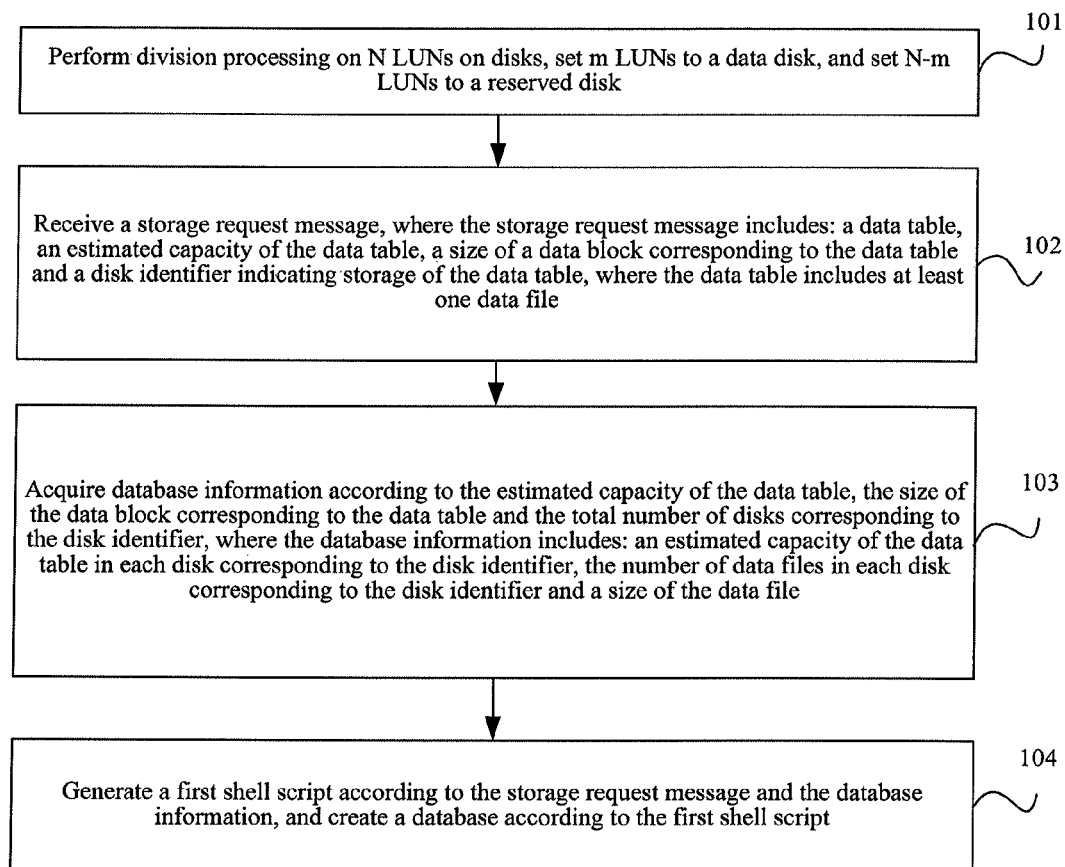 101
Perform division processing on N LUNs on disks, set m LUNs to a data disk, and set N-m
LUNs to a reserved disk
Receive a storage request message, where the storage request message includes: a data table,
an estimated capacity of the data table, a size of a data block corresponding to the data table
and a disk identifier indicating storage of the data table, where the data table includes at least
one data file
102
Acquire database information according to the estimated capacity of the data table, the size of
the data block corresponding to the data table and the total number of disks corresponding to
the disk identifier, where the database information includes: an estimated capacity of the data
table in each disk corresponding to the disk identifier, the number of data files in each disk
corresponding to the disk identifier and a size of the data file
103
Generate a first shell script according to the storage request message and the database
information, and create a database according to the first shell script
104